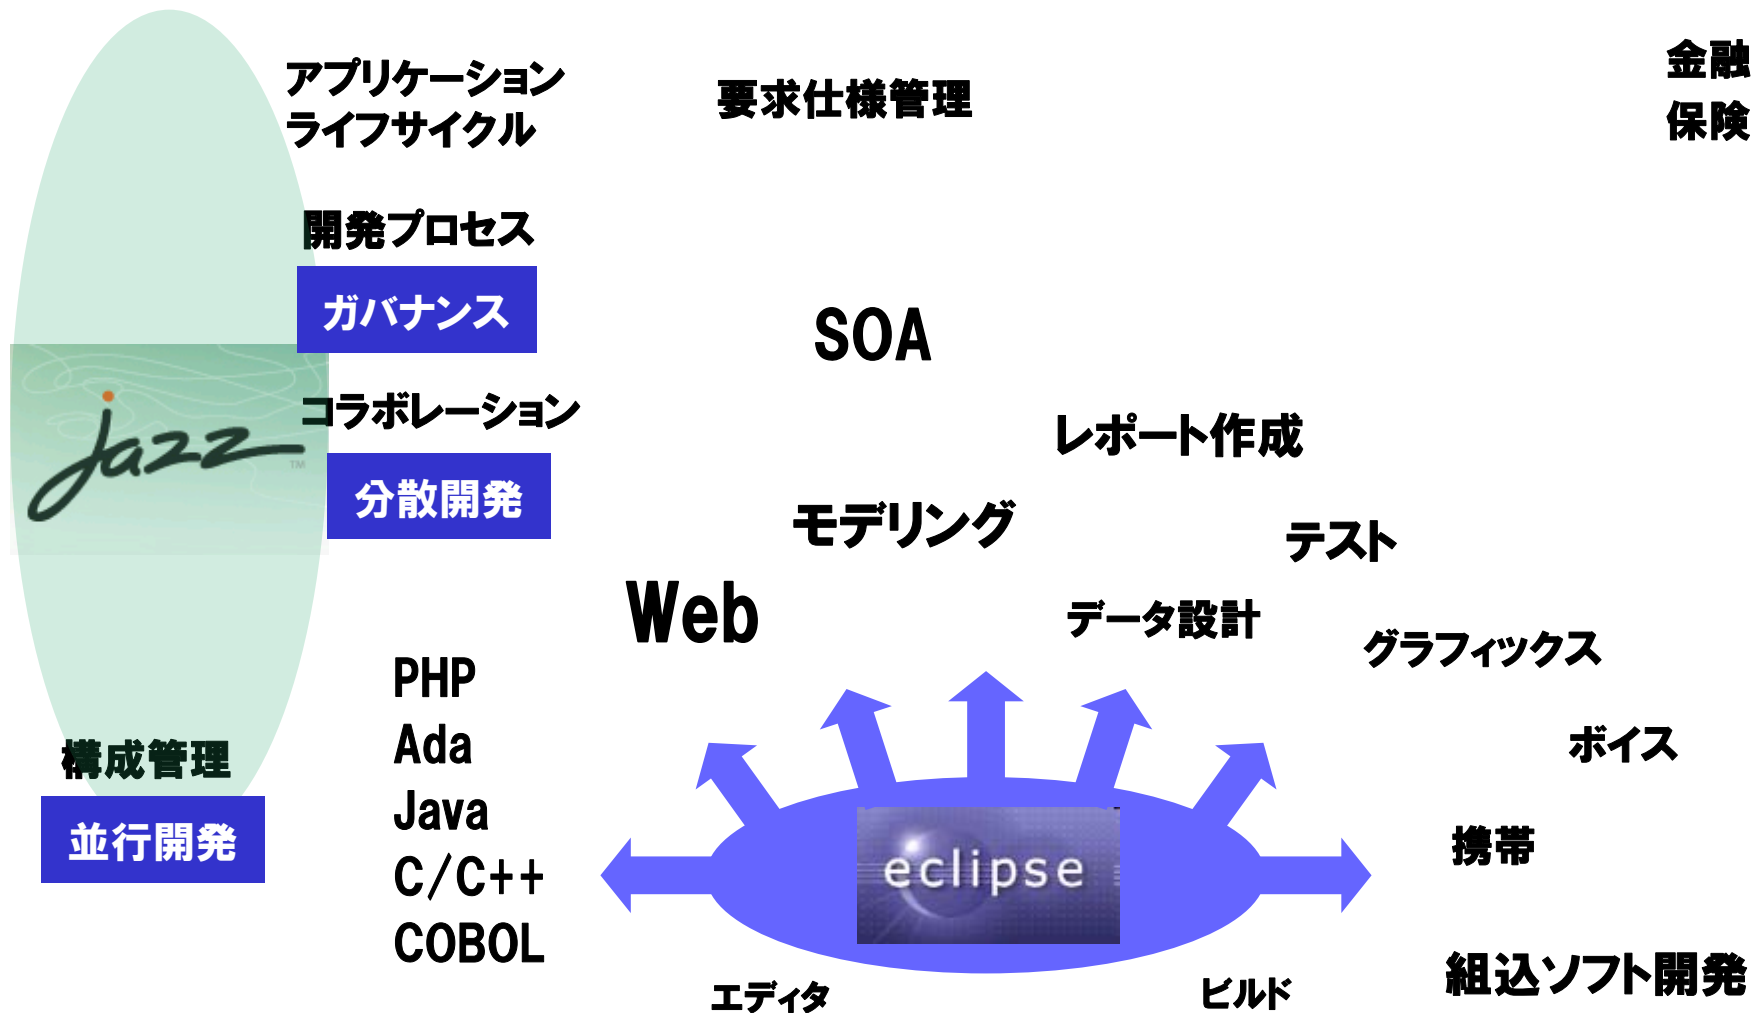 アプリケーション
ライフサイクル
要求仕様管理
金融
保険
開発プロセス
ガバナンス
SOA
jazz
TM
コラボレーション
分散開発
レポート作成
モデリング
テスト
Web
データ設計
グラフィックス
PHP
Ada
Java
C/C++
COBOL
構成管理
並行開発
ボイス
携帯
eclipse
組込ソフト開発
エディタ
ビルド